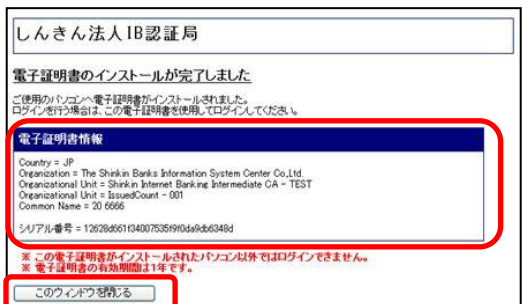 しんきん法人IB認証局
電子証明書のインストールが完了しました
ご使用のパソコンへ電子証明書がインストールされました。
ログインを行う場合は、この電子証明書を使用してログインしてください。
電子証明書情報
Country = JP
Organization = The Shinkin Banks Information System Center Co.,Ltd.
Organizational Unit = Shinkin Internet Banking Intermediate CA - TEST
Organizational Unit = IssuedCount - 001
Common Name = 20 6666
シリアル番号 =
※ この電子証明書がインストールされたパソコン以外ではログインできません。
※ 電子証明書の有効期間は1年です。
このウィンドウを閉じる